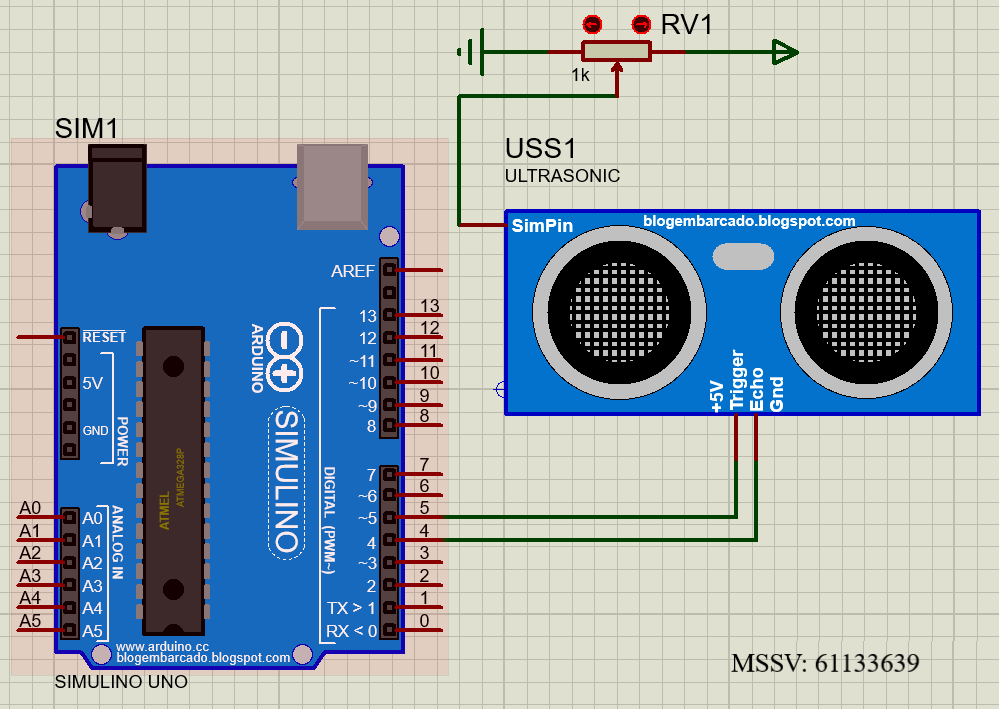 RV1
1k
SIM1
USS1
ULTRASONIC
SimPin
blogembarcado.blogspot.com
+5V
Trigger
Echo
Gnd
AREF
13 13
12 12
~11 11
~10 10
~9 9
8 8
RESET
5V
GND
POWER
ARDUINO
SIMULINO
ATMEL
ATMEGA328P
DIGITAL (PWM~)
7 7
~6 6
~5 5
4 4
~3 3
2 2
TX > 1 1
RX < 0 0
ANALOG IN
A0 A0
A1 A1
A2 A2
A3 A3
A4 A4
A5 A5
www.arduino.cc
blogembarcado.blogspot.com
SIMULINO UNO
MSSV: 61133639